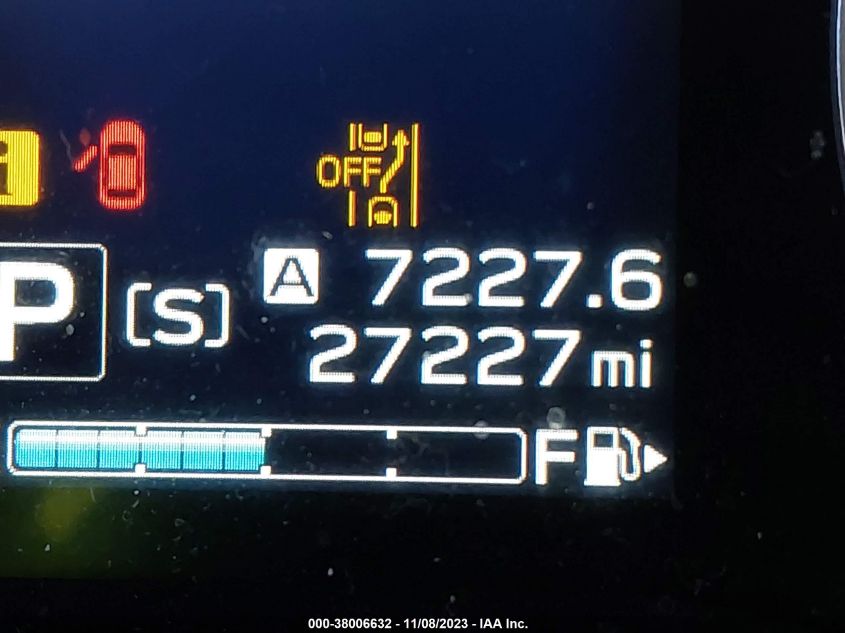 i
OFF
A 7227.6
P [S]
27227 mi
F
000-38006632 - 11/08/2023 - IAA Inc.